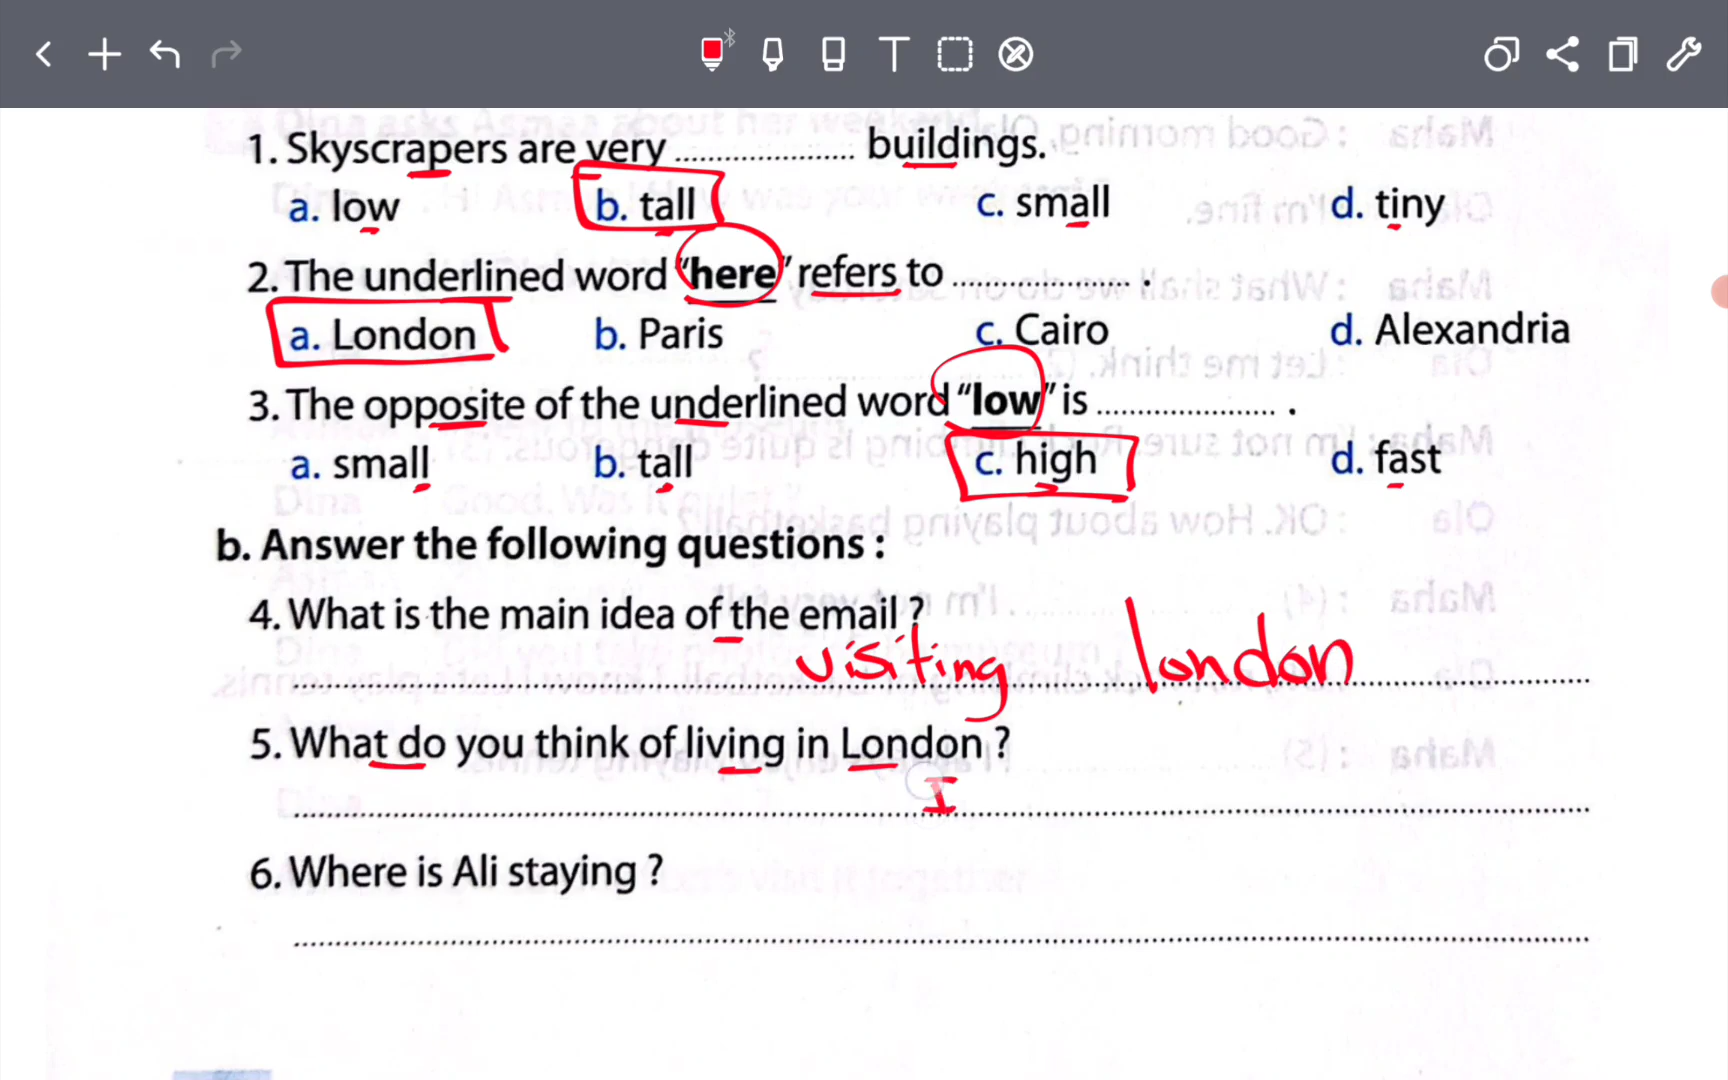 1. Skyscrapers are very .................... buildings.
a. low b. tall c. small d. tiny
2. The underlined word "here" refers to .................... .
a. London b. Paris c. Cairo d. Alexandria
3. The opposite of the underlined word "low" is .................... .
a. small b. tall c. high d. fast
b. Answer the following questions :
4. What is the main idea of the email ?
visiting london
5. What do you think of living in London ?
I
6. Where is Ali staying ?